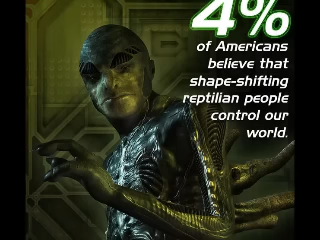 4%
of Americans
believe that
shape-shifting
reptilian people
control our
world.